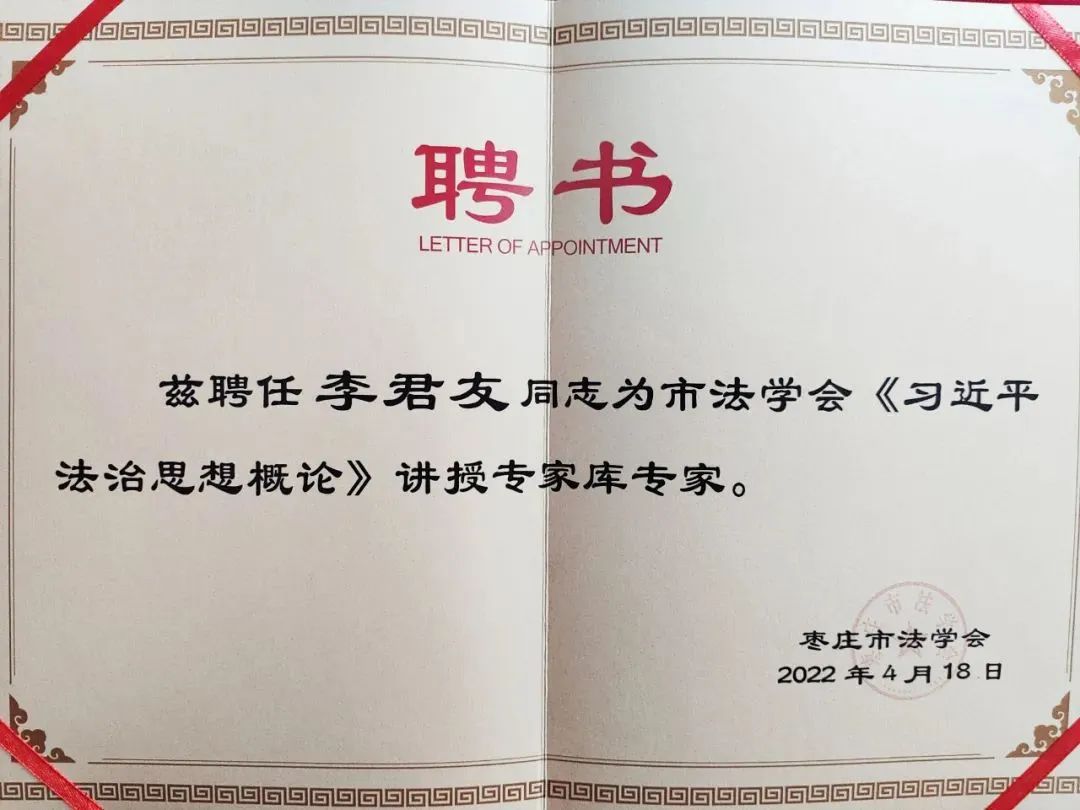 聘书
LETTER OF APPOINTMENT
兹聘任李君友同志为市法学会《习近平
法治思想概论》讲授专家库专家。
枣庄市法学会
2022年4月18日